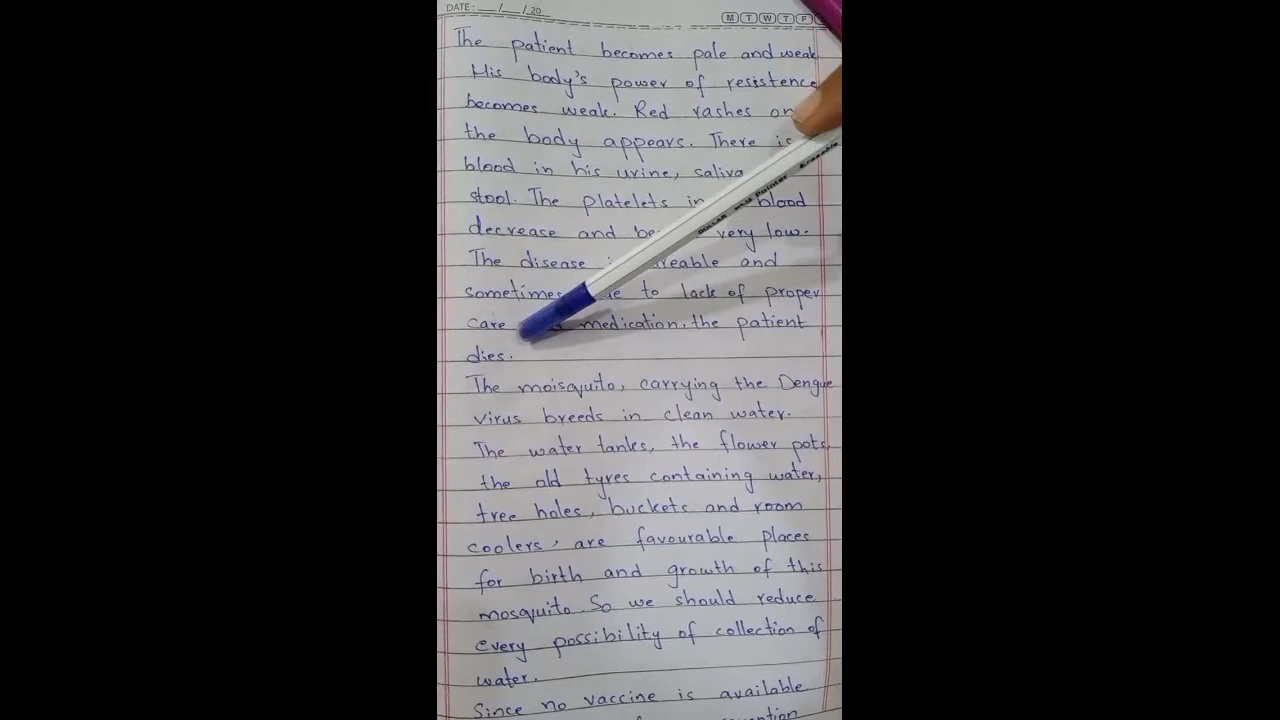 DATE: __/__/20
M T W T F
The patient becomes pale and weak
His body's power of resistence
becomes weak. Red rashes on
the body appears. There is
blood in his urine, saliva
stool. The platelets in blood
decrease and very low.
The disease and
sometimes to lack of proper
care medication, the patient
dies.
The moisquito, carrying the Dengue
virus breeds in clean water.
The water tanks, the flower pots,
the old tyres containing water,
tree holes, buckets and room
coolers, are favourable places
for birth and growth of this
mosquito. So we should reduce
every possibility of collection of
water.
Since no vaccine is available
DOLLAR Pointer